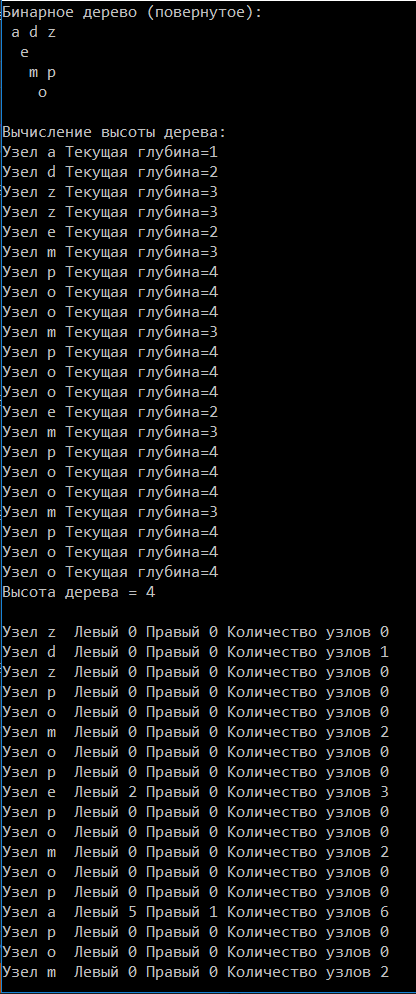 Бинарное дерево (повернутое):
a d z
e
m p
o
Вычисление высоты дерева:
Узел a Текущая глубина=1
Узел d Текущая глубина=2
Узел z Текущая глубина=3
Узел z Текущая глубина=3
Узел e Текущая глубина=2
Узел m Текущая глубина=3
Узел p Текущая глубина=4
Узел o Текущая глубина=4
Узел o Текущая глубина=4
Узел m Текущая глубина=3
Узел p Текущая глубина=4
Узел o Текущая глубина=4
Узел o Текущая глубина=4
Узел e Текущая глубина=2
Узел m Текущая глубина=3
Узел p Текущая глубина=4
Узел o Текущая глубина=4
Узел o Текущая глубина=4
Узел m Текущая глубина=3
Узел p Текущая глубина=4
Узел o Текущая глубина=4
Узел o Текущая глубина=4
Высота дерева = 4
Узел z  Левый 0 Правый 0 Количество узлов 0
Узел d  Левый 0 Правый 0 Количество узлов 1
Узел z  Левый 0 Правый 0 Количество узлов 0
Узел p  Левый 0 Правый 0 Количество узлов 0
Узел o  Левый 0 Правый 0 Количество узлов 0
Узел m  Левый 0 Правый 0 Количество узлов 2
Узел o  Левый 0 Правый 0 Количество узлов 0
Узел p  Левый 0 Правый 0 Количество узлов 0
Узел e  Левый 2 Правый 0 Количество узлов 3
Узел p  Левый 0 Правый 0 Количество узлов 0
Узел o  Левый 0 Правый 0 Количество узлов 0
Узел m  Левый 0 Правый 0 Количество узлов 2
Узел o  Левый 0 Правый 0 Количество узлов 0
Узел p  Левый 0 Правый 0 Количество узлов 0
Узел a  Левый 5 Правый 1 Количество узлов 6
Узел p  Левый 0 Правый 0 Количество узлов 0
Узел o  Левый 0 Правый 0 Количество узлов 0
Узел m  Левый 0 Правый 0 Количество узлов 2